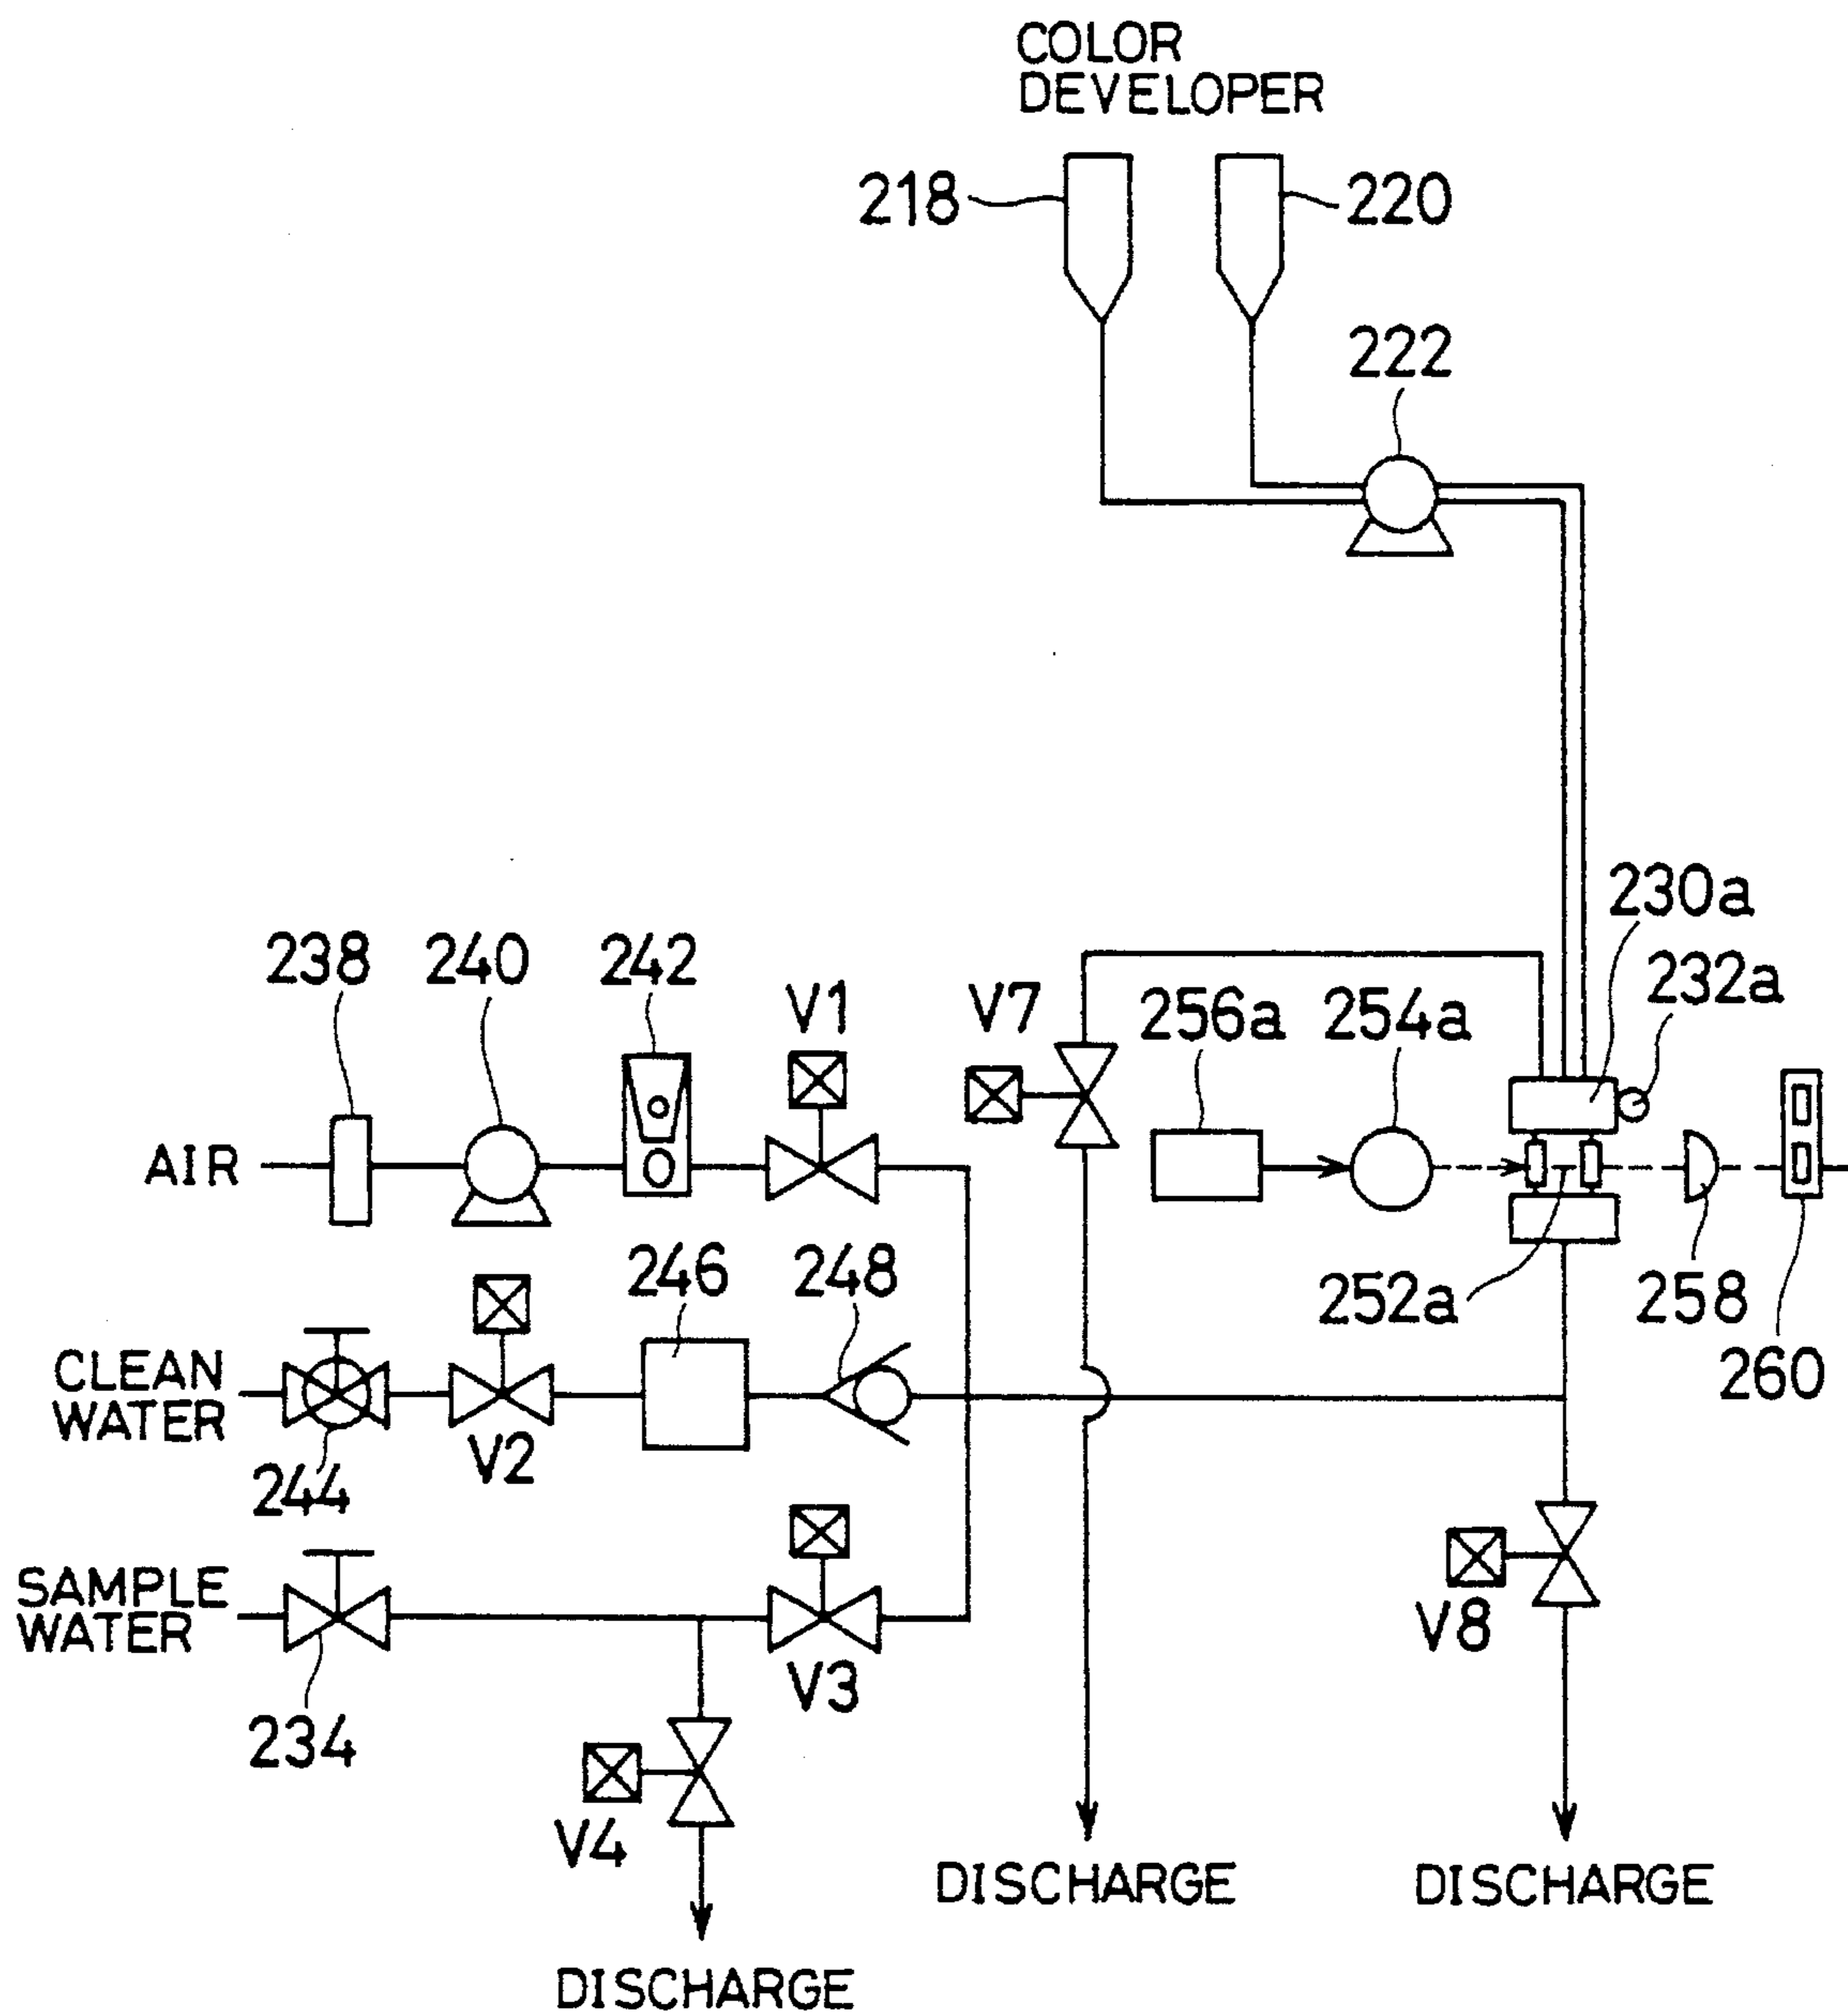 COLOR
DEVELOPER
218
220
222
230a
232a
238
240
242
V1
V7
256a
254a
AIR
246
248
252a
258
260
CLEAN
WATER
V2
244
SAMPLE
WATER
V3
V8
234
V4
DISCHARGE
DISCHARGE
DISCHARGE